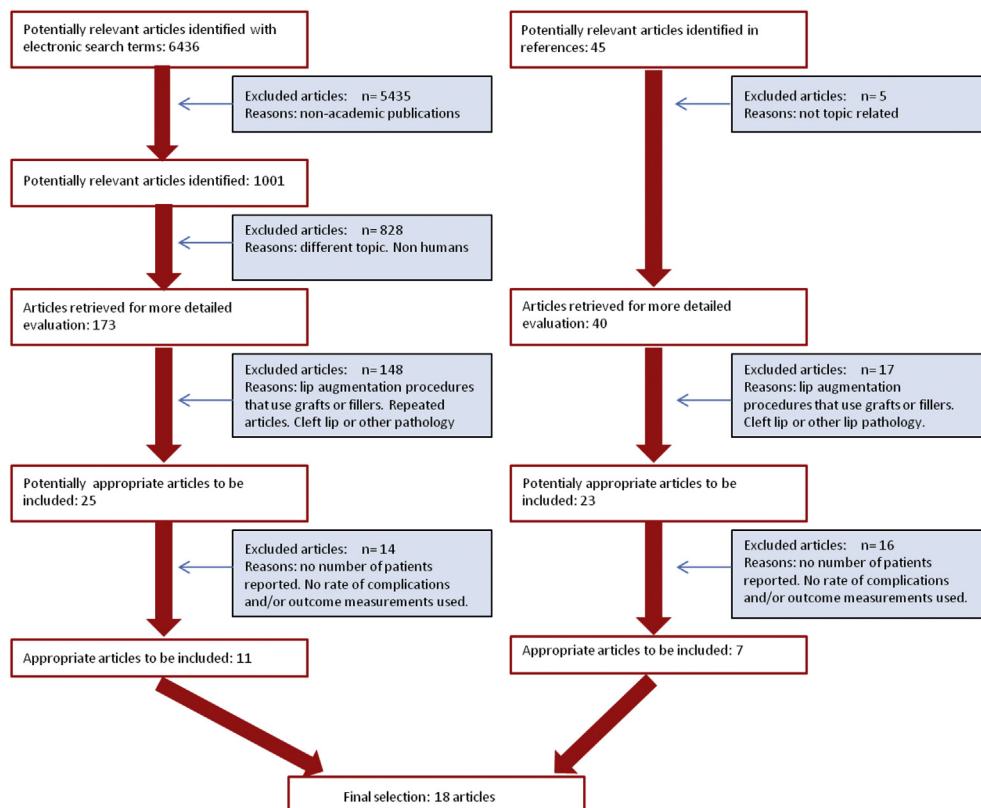 Potentially relevant articles identified with
electronic search terms: 6436
Excluded articles: n= 5435
Reasons: non-academic publications
Potentially relevant articles identified: 1001
Excluded articles: n= 828
Reasons: different topic. Non humans
Articles retrieved for more detailed
evaluation: 173
Excluded articles: n= 148
Reasons: lip augmentation procedures
that use grafts or fillers. Repeated
articles. Cleft lip or other pathology
Potentially appropriate articles to be
included: 25
Excluded articles: n= 14
Reasons: no number of patients
reported. No rate of complications
and/or outcome measurements used.
Appropriate articles to be included: 11
Potentially relevant articles identified in
references: 45
Excluded articles: n= 5
Reasons: not topic related
Articles retrieved for more detailed
evaluation: 40
Excluded articles: n= 17
Reasons: lip augmentation
procedures that use grafts or fillers.
Cleft lip or other lip pathology.
Potentialy appropriate articles to be
included: 23
Excluded articles: n= 16
Reasons: no number of patients
reported. No rate of complications
and/or outcome measurements used.
Appropriate articles to be included: 7
Final selection: 18 articles